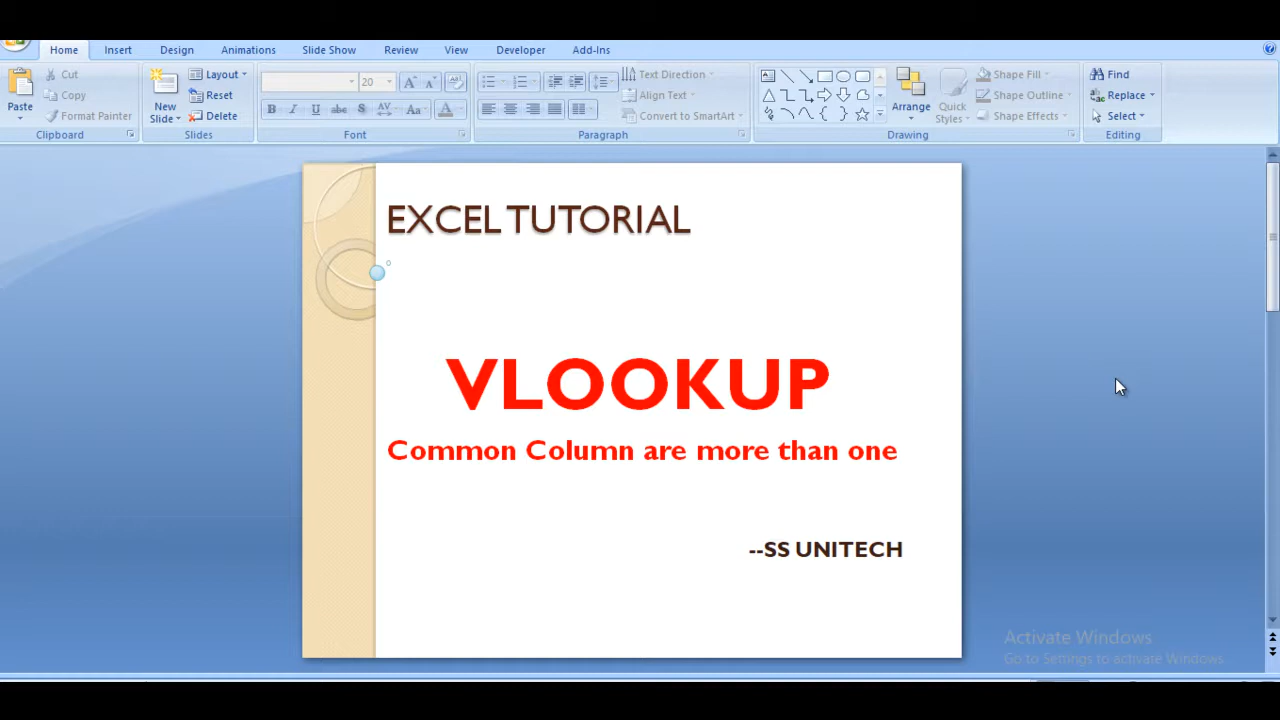 Home Insert Design Animations Slide Show Review View Developer Add-Ins
Cut Layout 20 Text Direction Shape Fill Find
Copy Reset Align Text Shape Outline Replace
Paste New Slide Arrange Quick Styles
Format Painter Delete Convert to SmartArt Shape Effects Select
Clipboard Slides Font Paragraph Drawing Editing
EXCEL TUTORIAL
VLOOKUP
Common Column are more than one
--SS UNITECH
Activate Windows
Go to Settings to activate Windows.